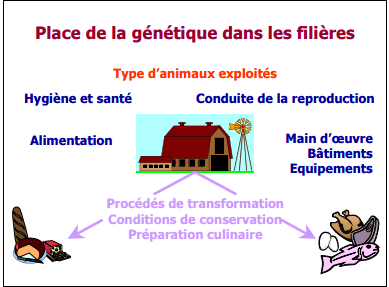 Place de la génétique dans les filières
Type d'animaux exploités
Hygiène et santé
Conduite de la reproduction
Alimentation
Main d'œuvre
Bâtiments
Equipements
Procédés de transformation
Conditions de conservation
Préparation culinaire